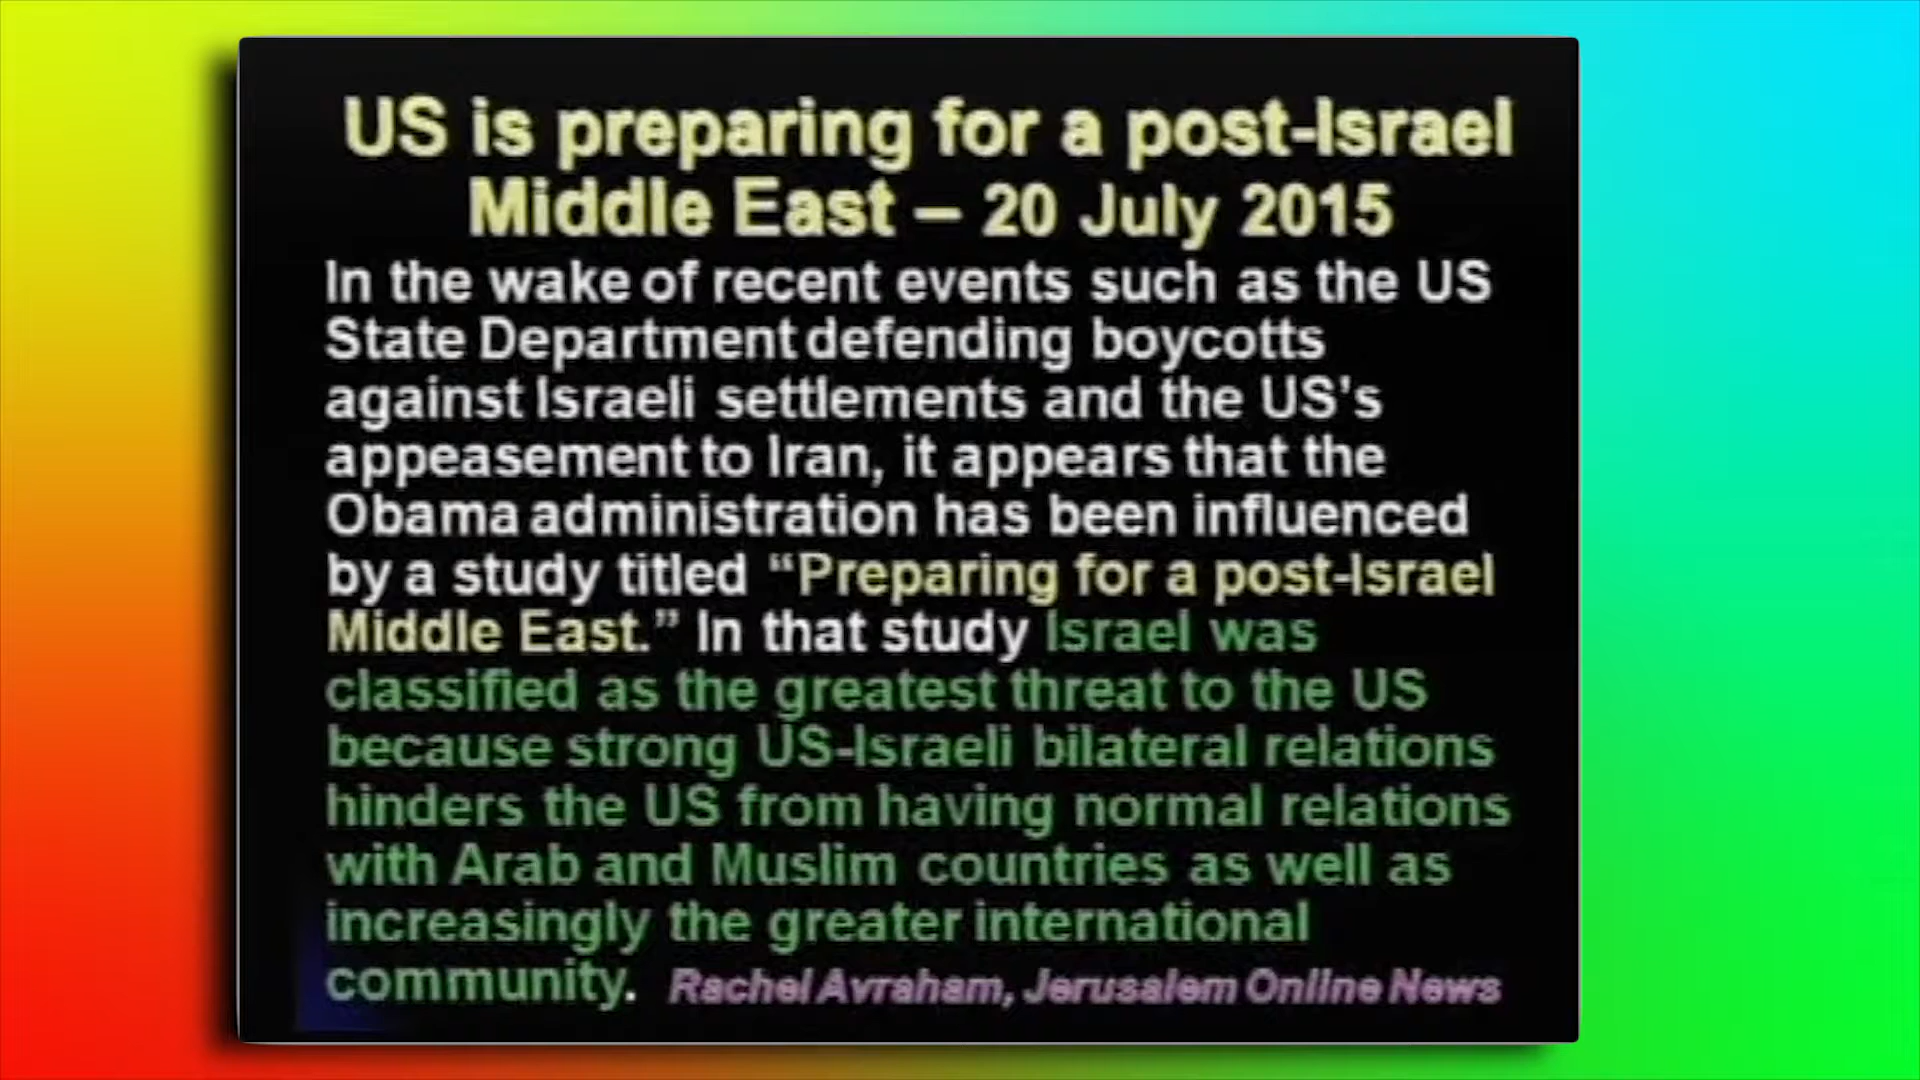 US is preparing for a post-Israel
Middle East – 20 July 2015
In the wake of recent events such as the US
State Department defending boycotts
against Israeli settlements and the US’s
appeasement to Iran, it appears that the
Obama administration has been influenced
by a study titled “Preparing for a post-Israel
Middle East.” In that study Israel was
classified as the greatest threat to the US
because strong US-Israeli bilateral relations
hinders the US from having normal relations
with Arab and Muslim countries as well as
increasingly the greater international
community. Rachel Avraham, Jerusalem Online News